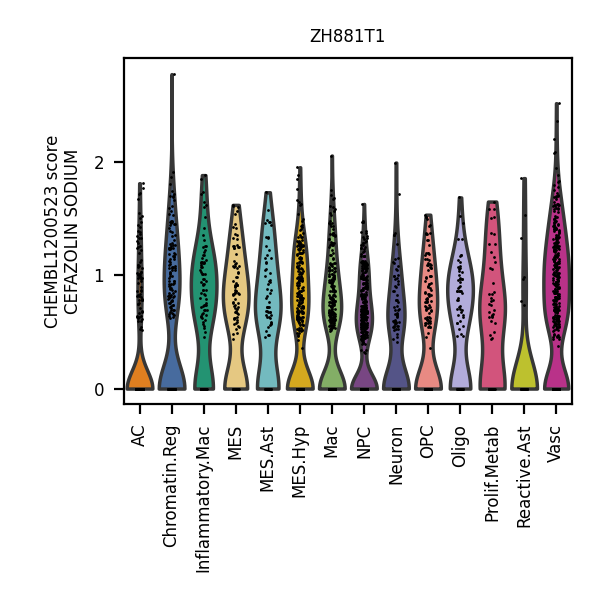 ZH881T1
CHEMBL1200523 score
CEFAZOLIN SODIUM
2
1
0
AC
Chromatin.Reg
Inflammatory.Mac
MES
MES.Ast
MES.Hyp
Mac
NPC
Neuron
OPC
Oligo
Prolif.Metab
Reactive.Ast
Vasc